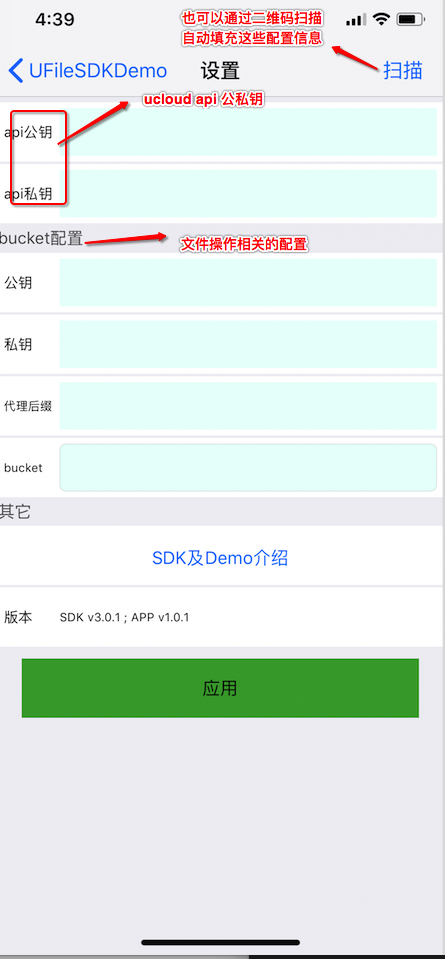 4:39
也可以通过二维码扫描
自动填充这些配置信息
UFileSDKDemo
设置
扫描
ucloud api 公私钥
api公钥
api私钥
bucket配置
文件操作相关的配置
公钥
私钥
代理后缀
bucket
其它
SDK及Demo介绍
版本
SDK v3.0.1 ; APP v1.0.1
应用